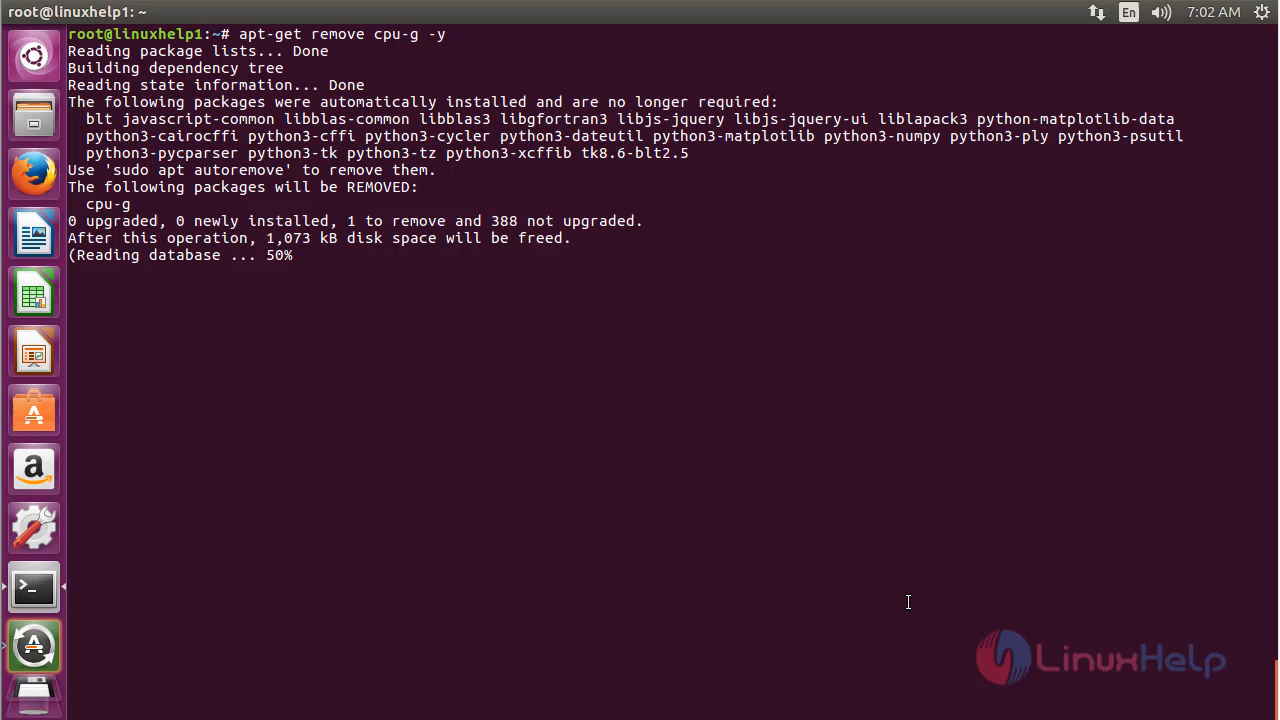 root@linuxhelp1: ~
En
7:02 AM
root@linuxhelp1:~# apt-get remove cpu-g -y
Reading package lists... Done
Building dependency tree
Reading state information... Done
The following packages were automatically installed and are no longer required:
  blt javascript-common libblas-common libblas3 libgfortran3 libjs-jquery libjs-jquery-ui liblapack3 python-matplotlib-data
  python3-cairocffi python3-cffi python3-cycler python3-dateutil python3-matplotlib python3-numpy python3-ply python3-psutil
  python3-pycparser python3-tk python3-tz python3-xcffib tk8.6-blt2.5
Use 'sudo apt autoremove' to remove them.
The following packages will be REMOVED:
  cpu-g
0 upgraded, 0 newly installed, 1 to remove and 388 not upgraded.
After this operation, 1,073 kB disk space will be freed.
(Reading database ... 50%
LinuxHelp